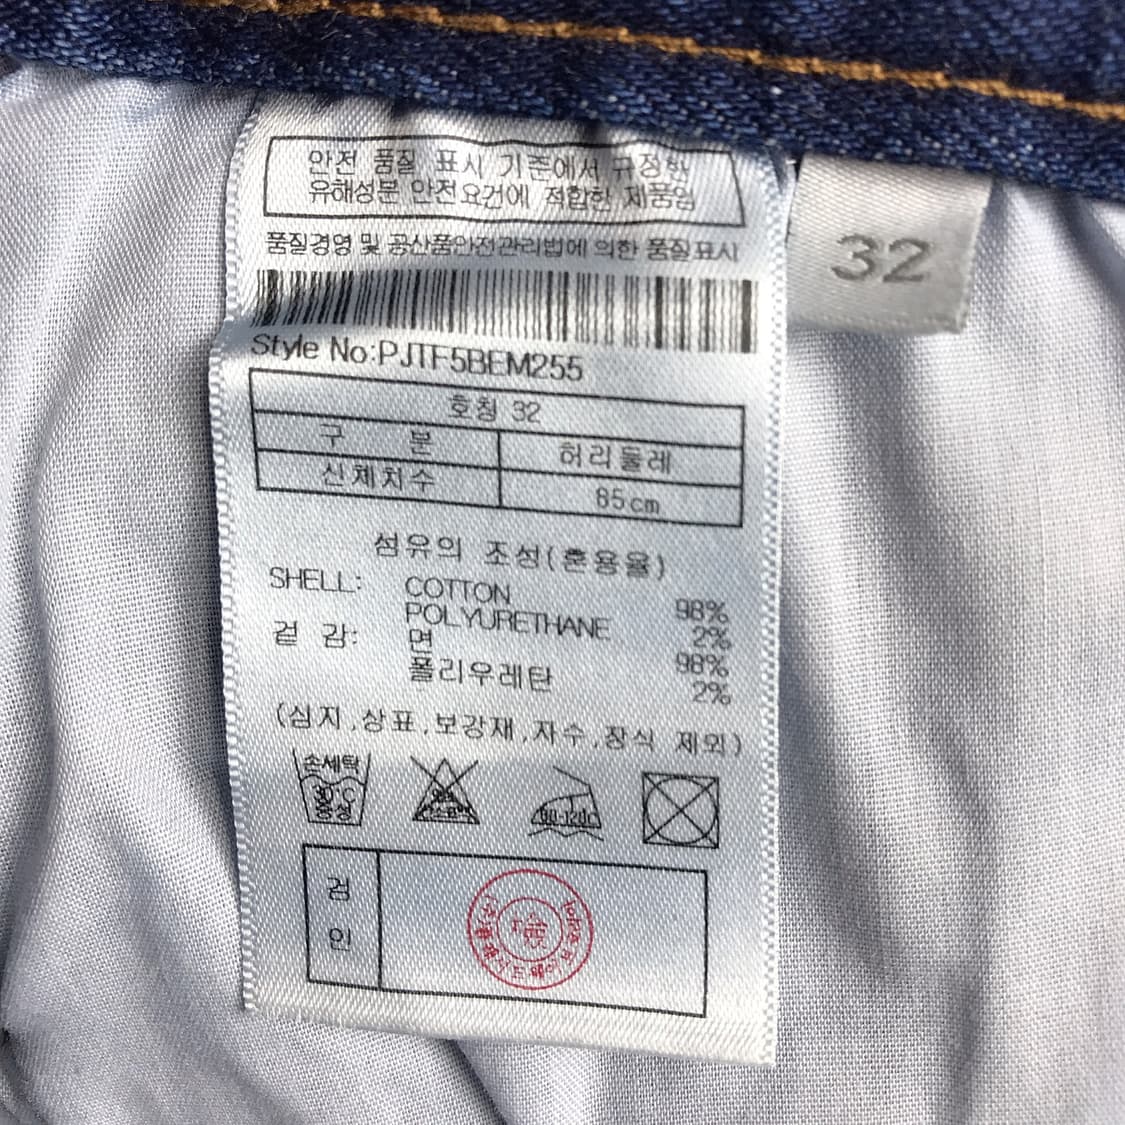 안전 품질 표시 기준에서 규정한
유해성분 안전요건에 적합한 제품임
품질경영 및 공산품안전관리법에 의한 품질표시
32
Style No:PJTF5BEM255
호칭 32
구 분 허리둘레
신체치수 85cm
섬유의 조성(혼용율)
SHELL: COTTON 98%
POLYURETHANE 2%
겉 감: 면 98%
폴리우레탄 2%
(심지,상표,보강재,자수,장식 제외)
손세탁
30°C
중성
80-120c
검
인